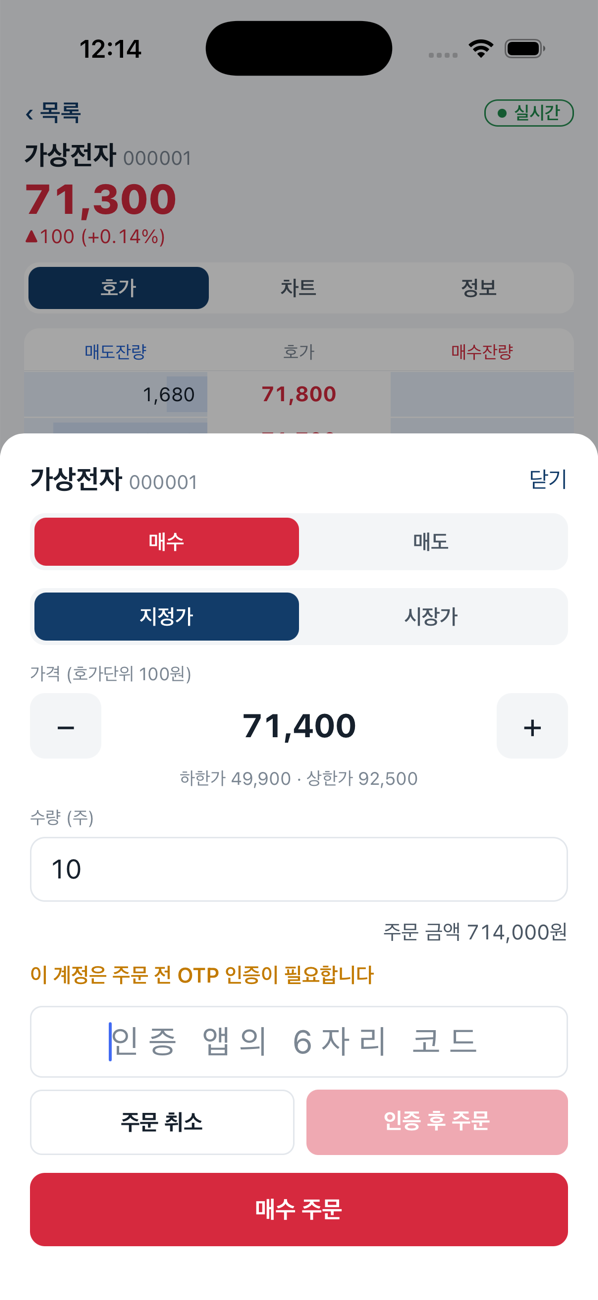 12:14
‹ 목록
실시간
가상전자 000001
71,300
▲100 (+0.14%)
호가 차트 정보
매도잔량 호가 매수잔량
1,680 71,800
가상전자 000001 닫기
매수 매도
지정가 시장가
가격 (호가단위 100원)
− 71,400 +
하한가 49,900 · 상한가 92,500
수량 (주)
10
주문 금액 714,000원
이 계정은 주문 전 OTP 인증이 필요합니다
인증 앱의 6자리 코드
주문 취소 인증 후 주문
매수 주문